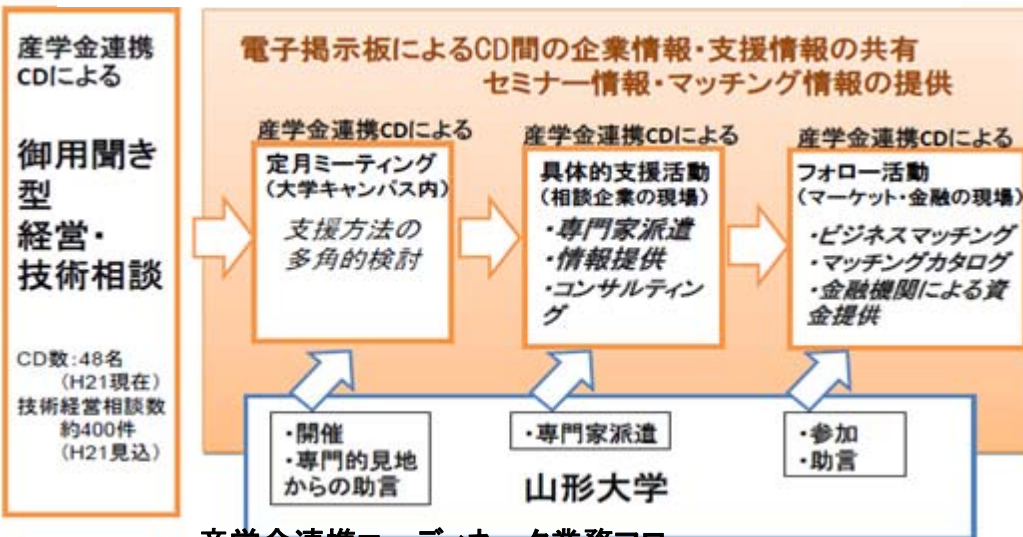 産学金連携
CDによる
御用聞き
型
経営・
技術相談
CD数:48名
(H21現在)
技術経営相談数
約400件
(H21見込)
電子掲示板によるCD間の企業情報・支援情報の共有
セミナー情報・マッチング情報の提供
産学金連携CDによる
定月ミーティング
(大学キャンパス内)
支援方法の
多角的検討
産学金連携CDによる
具体的支援活動
(相談企業の現場)
・専門家派遣
・情報提供
・コンサルティン
グ
産学金連携CDによる
フォロー活動
(マーケット・金融の現場)
・ビジネスマッチング
・マッチングカタログ
・金融機関による資
金提供
・開催
・専門的見地
からの助言
・専門家派遣
・参加
・助言
山形大学